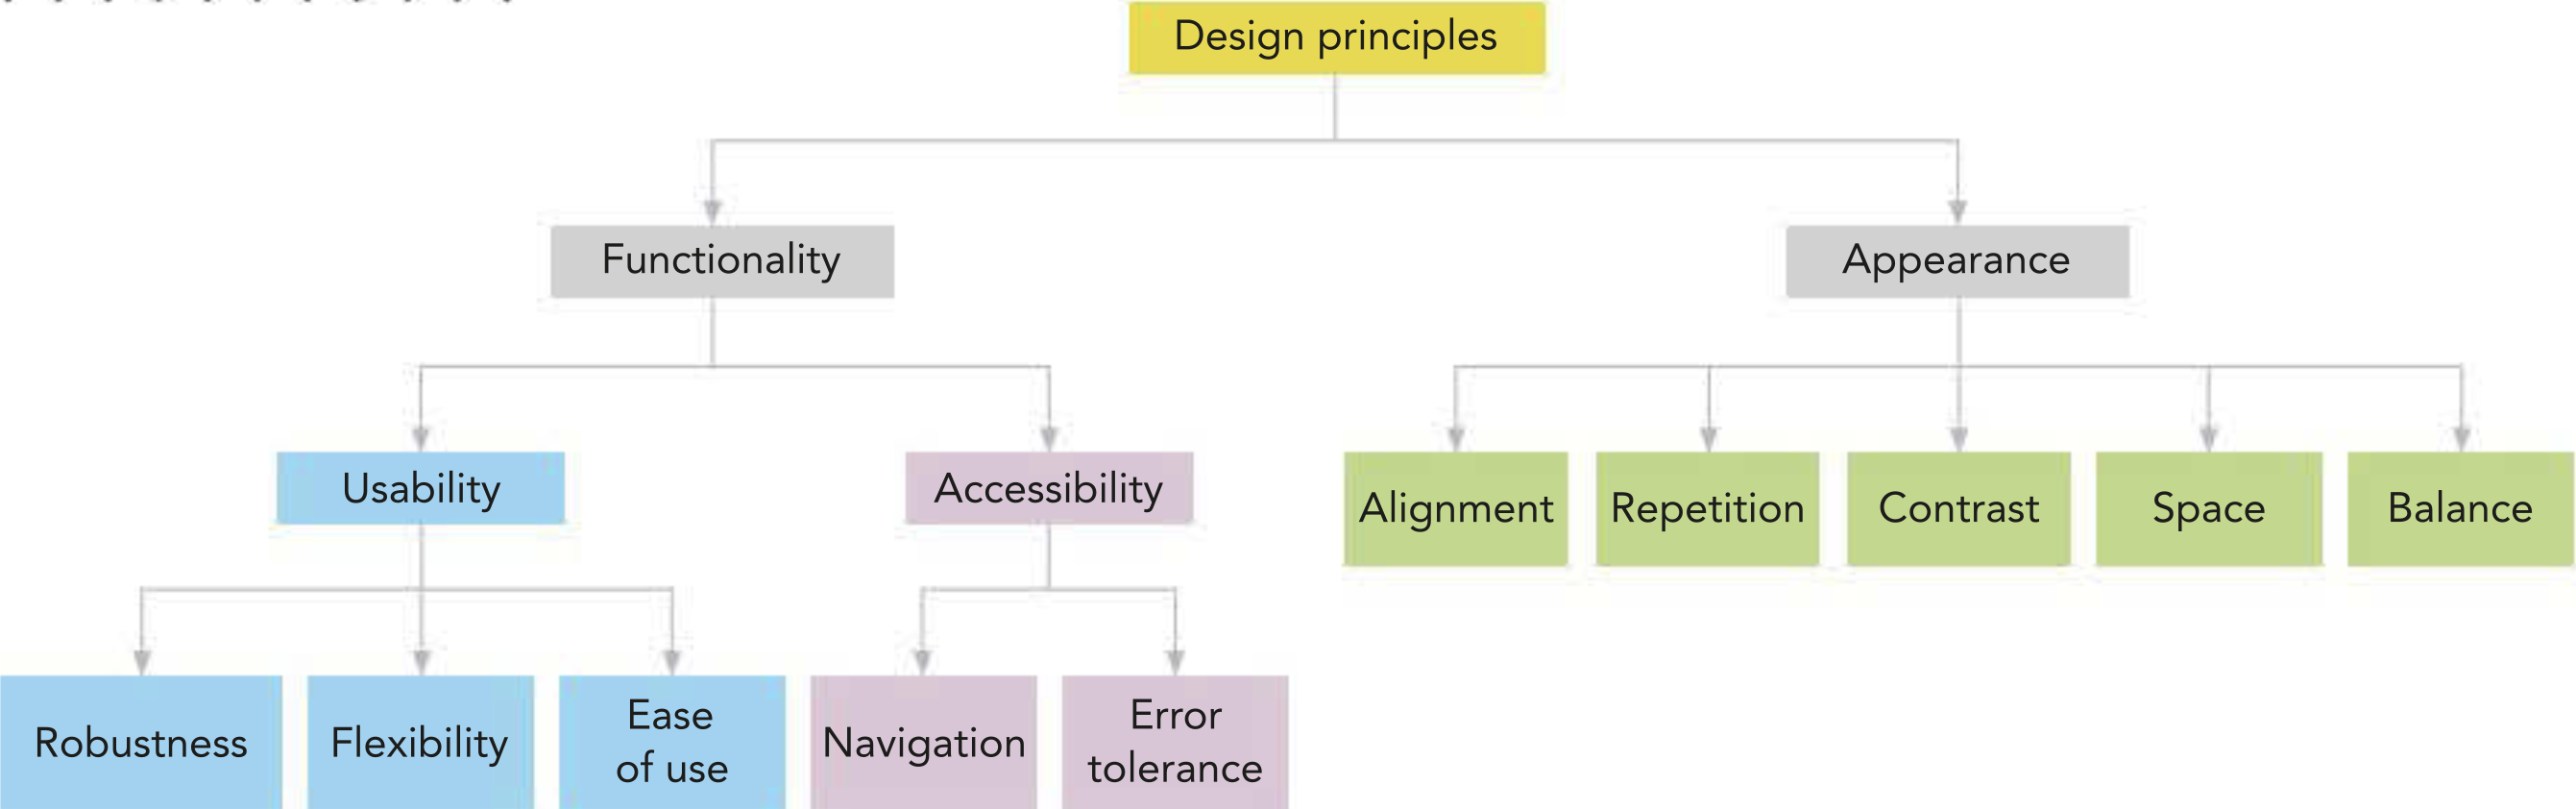 Design principles
Functionality
Appearance
Usability
Accessibility
Alignment
Repetition
Contrast
Space
Balance
Robustness
Flexibility
Ease
of use
Navigation
Error
tolerance